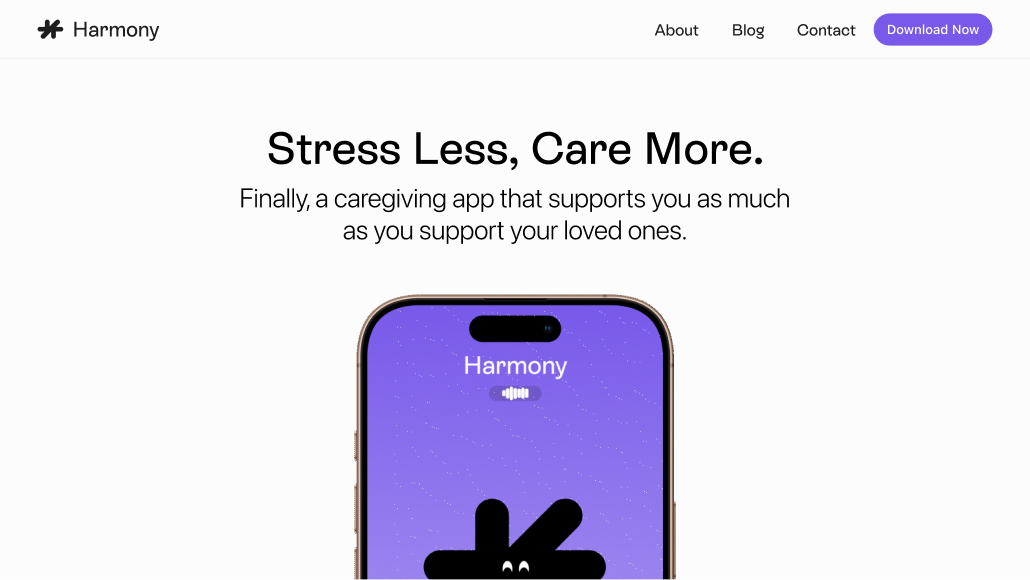 Harmony
About
Blog
Contact
Download Now
Stress Less, Care More.
Finally, a caregiving app that supports you as much
as you support your loved ones.
Harmony